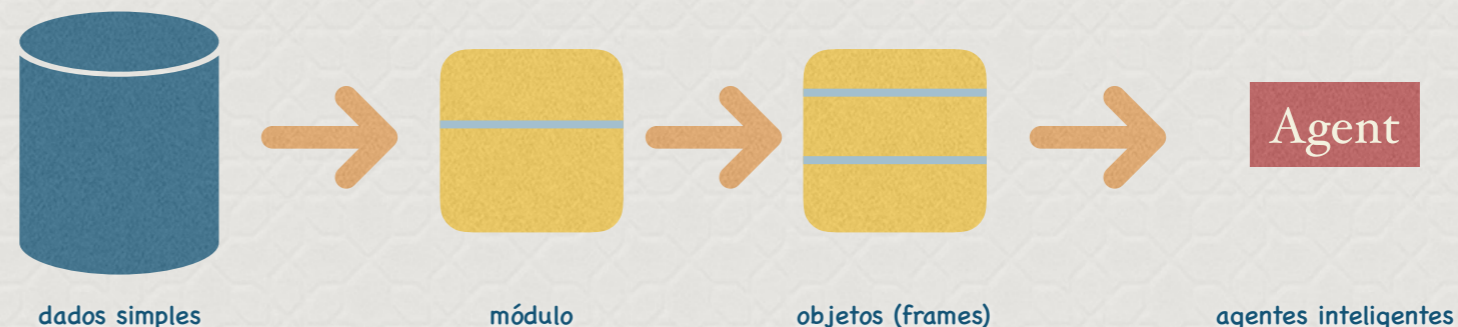 Agent
dados simples
módulo
objetos (frames)
agentes inteligentes